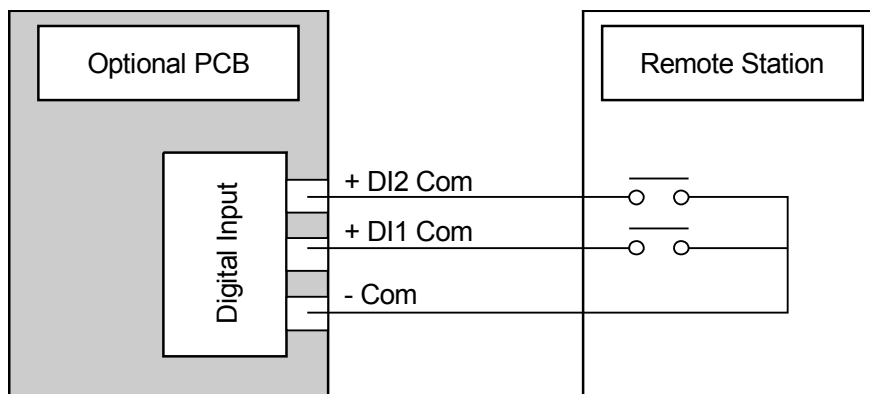 Optional PCB
Remote Station
Digital Input
+ DI2 Com
+ DI1 Com
- Com